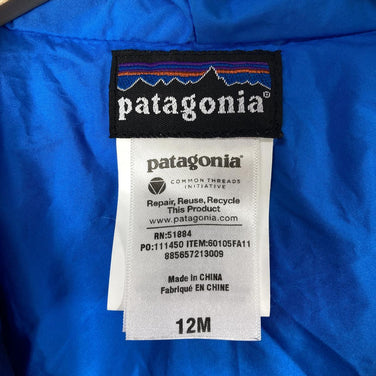 patagonia®
patagonia®
COMMON THREADS
INITIATIVE
Repair, Reuse, Recycle
This Product
www.patagonia.com
RN:51884
PO:111450 ITEM:60105FA11
885657213009
Made in CHINA
Fabriqué EN CHINE
12M